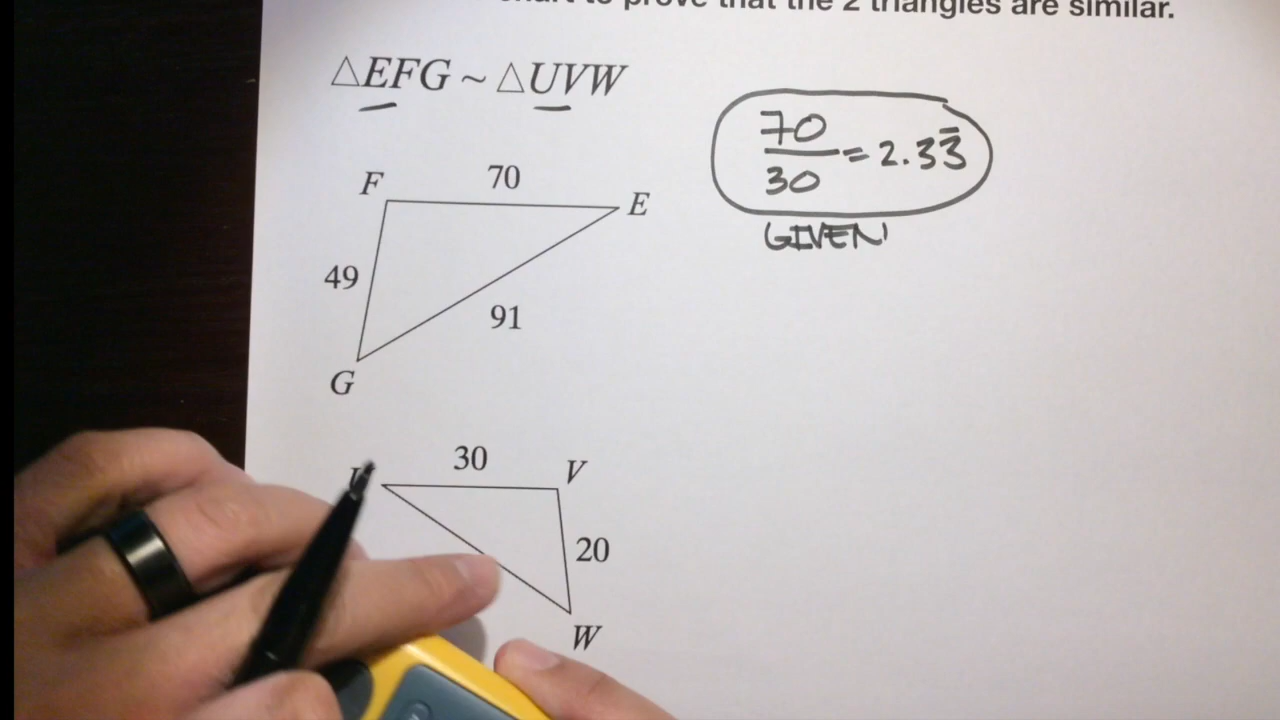 to prove that the 2 triangles are similar.
△EFG ~ △UVW
70
30
= 2.33̅
GIVEN
F
70
E
49
91
G
30
V
20
W